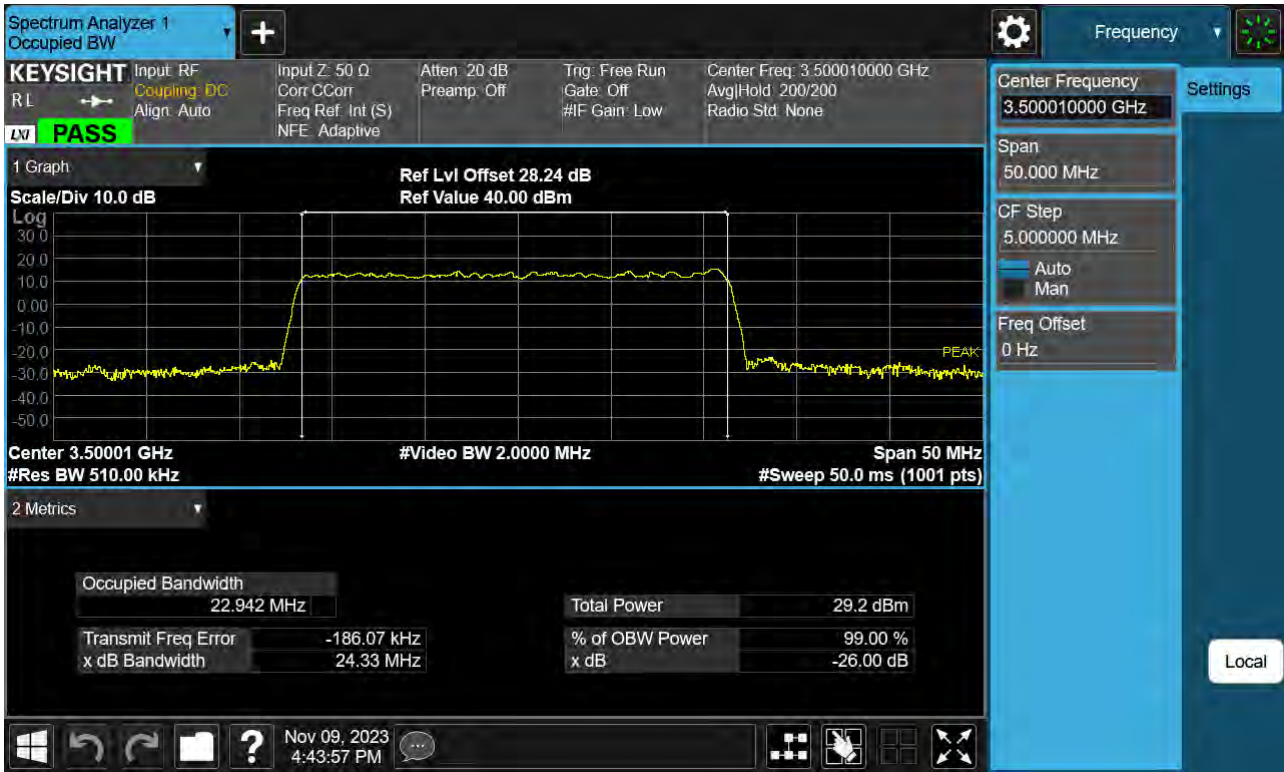 Spectrum Analyzer 1
Occupied BW
+
Frequency
KEYSIGHT
R L
LXI PASS
Input: RF
Coupling: DC
Align: Auto
Input Z: 50 Ω
Corr CCorr
Freq Ref: Int (S)
NFE: Adaptive
Atten: 20 dB
Preamp: Off
Trig: Free Run
Gate: Off
#IF Gain: Low
Center Freq: 3.500010000 GHz
Avg|Hold: 200/200
Radio Std: None
Center Frequency
3.500010000 GHz
Settings
Span
50.000 MHz
CF Step
5.000000 MHz
Auto
Man
Freq Offset
0 Hz
Local
1 Graph
Scale/Div 10.0 dB
Ref Lvl Offset 28.24 dB
Ref Value 40.00 dBm
Log
30.0
20.0
10.0
0.00
-10.0
-20.0
-30.0
-40.0
-50.0
PEAK
Center 3.50001 GHz
#Video BW 2.0000 MHz
Span 50 MHz
#Res BW 510.00 kHz
#Sweep 50.0 ms (1001 pts)
2 Metrics
Occupied Bandwidth
22.942 MHz
Total Power 29.2 dBm
Transmit Freq Error -186.07 kHz
% of OBW Power 99.00 %
x dB Bandwidth 24.33 MHz
x dB -26.00 dB
?
Nov 09, 2023
4:43:57 PM